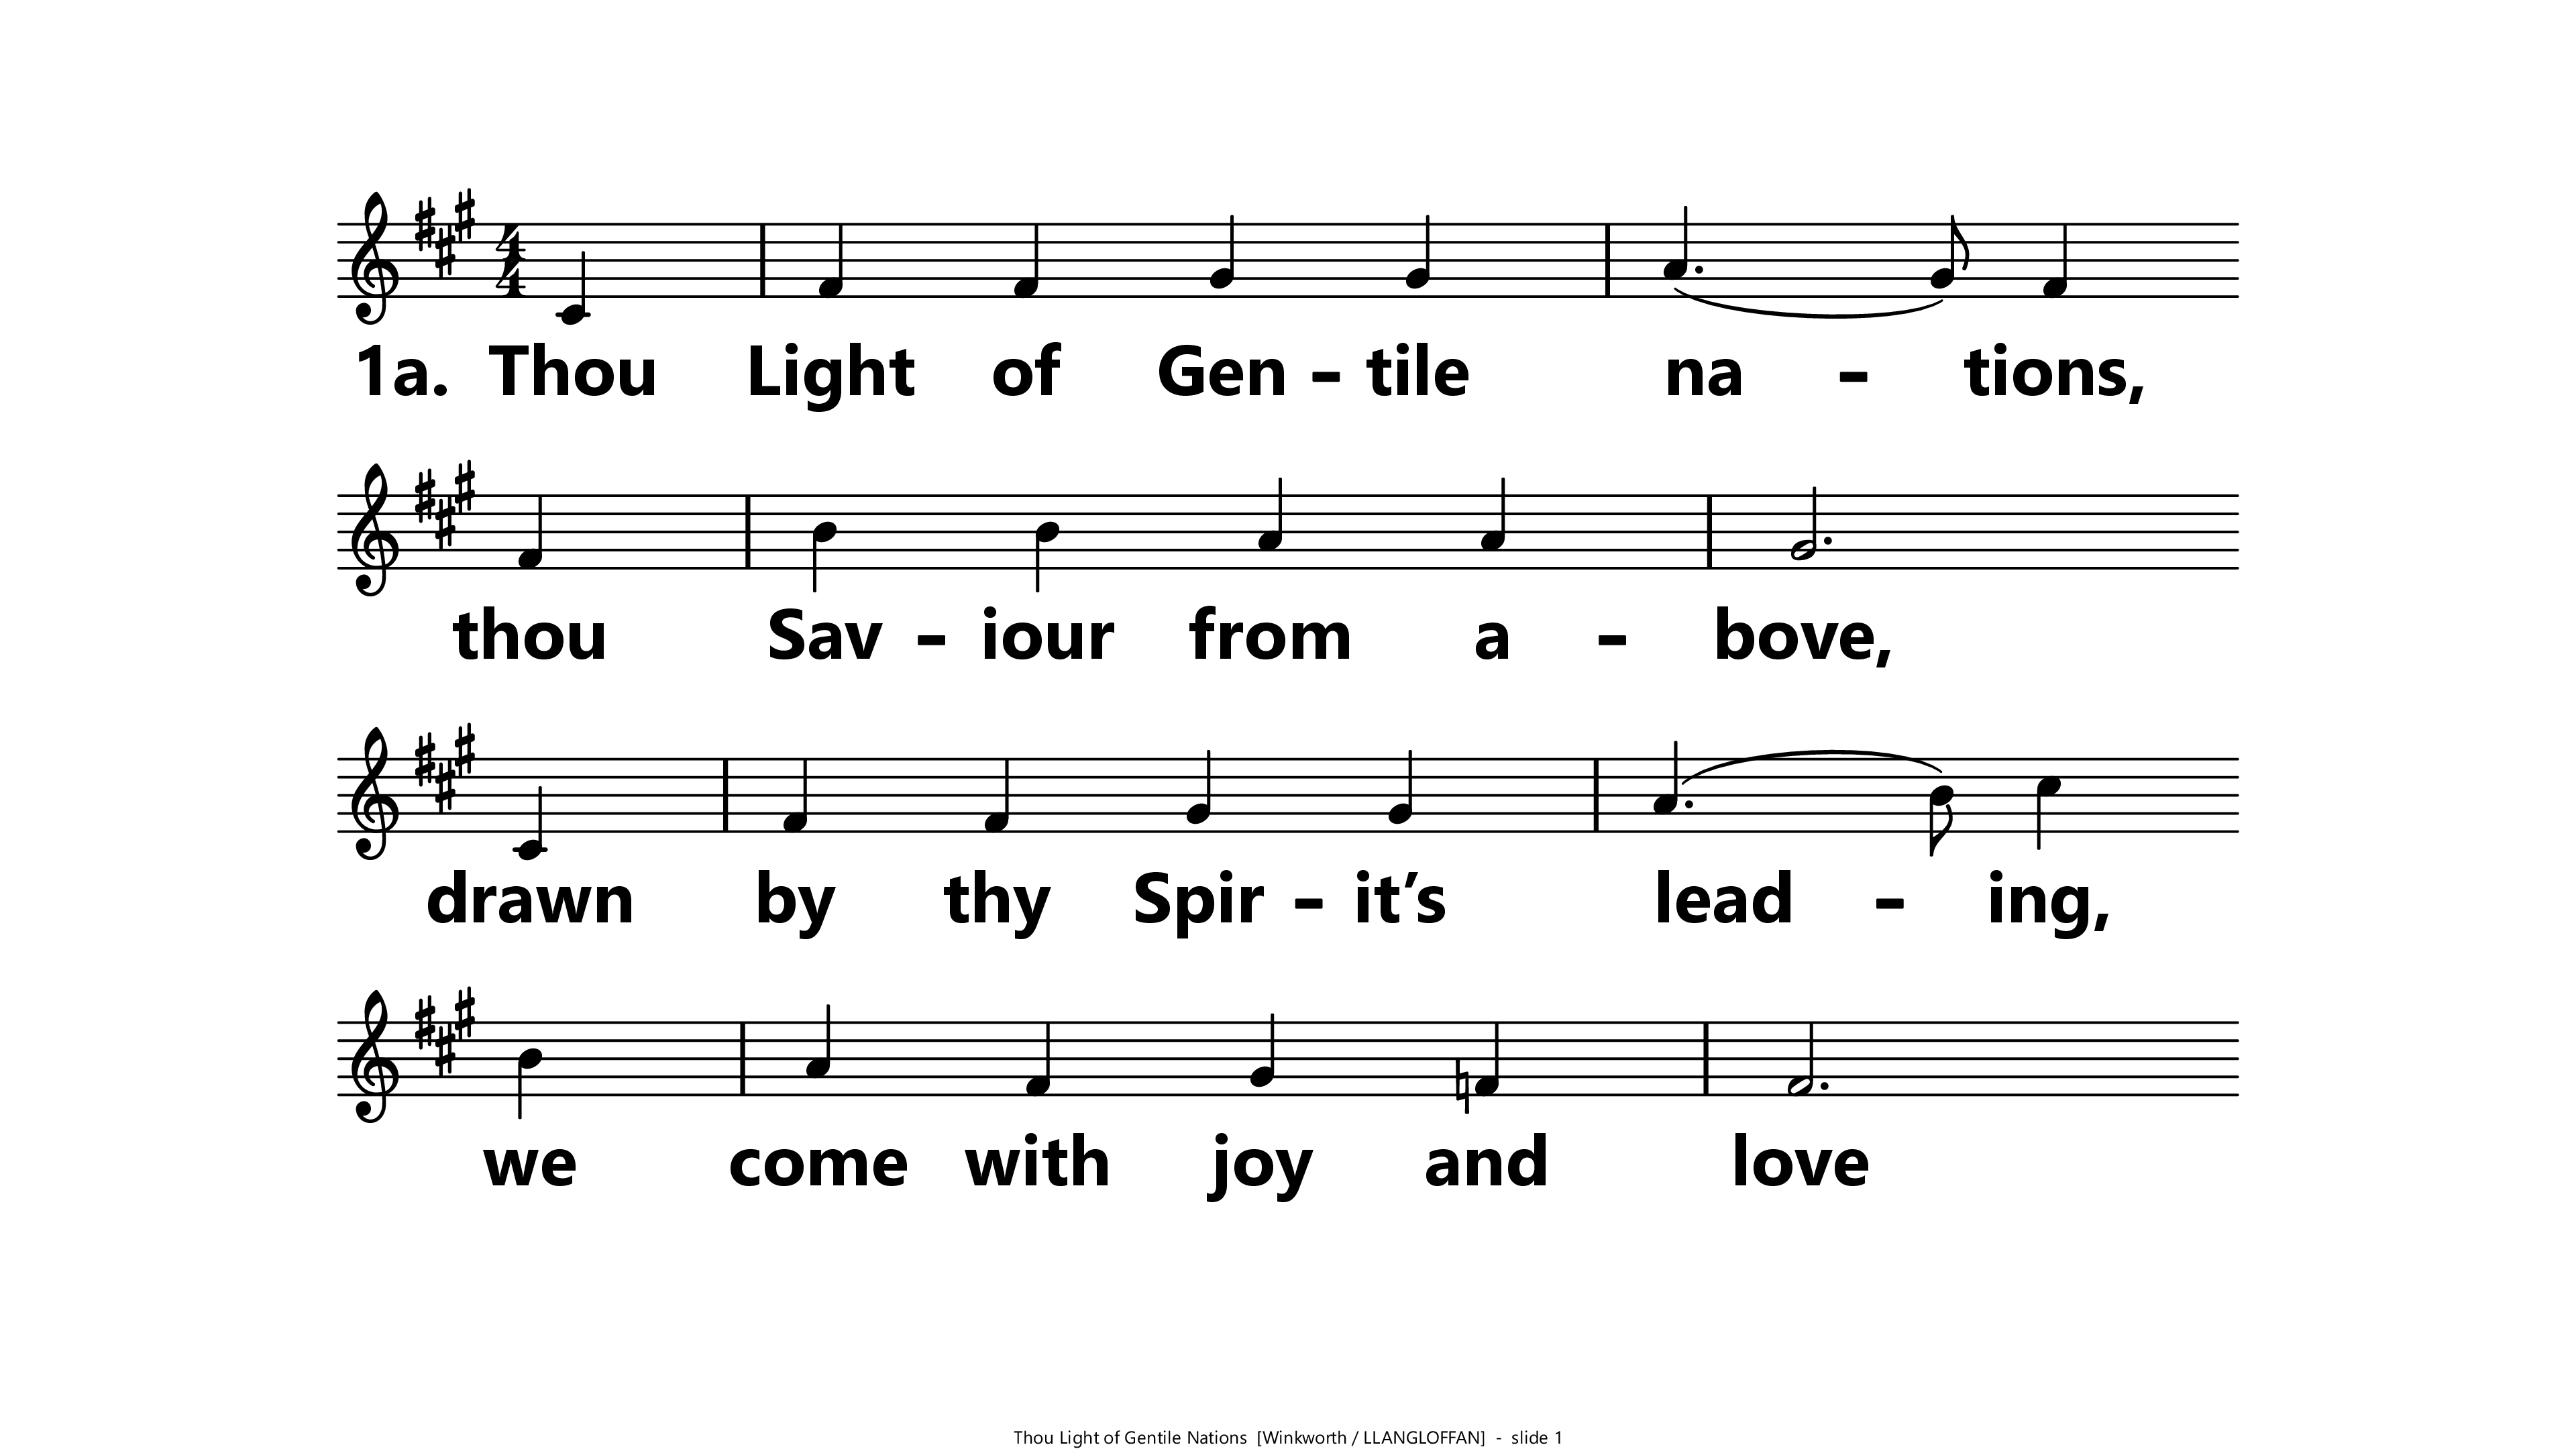 1a. Thou Light of Gen - tile na - tions,
thou Sav - iour from a - bove,
drawn by thy Spir - it’s lead - ing,
we come with joy and love
Thou Light of Gentile Nations [Winkworth / LLANGLOFFAN] - slide 1